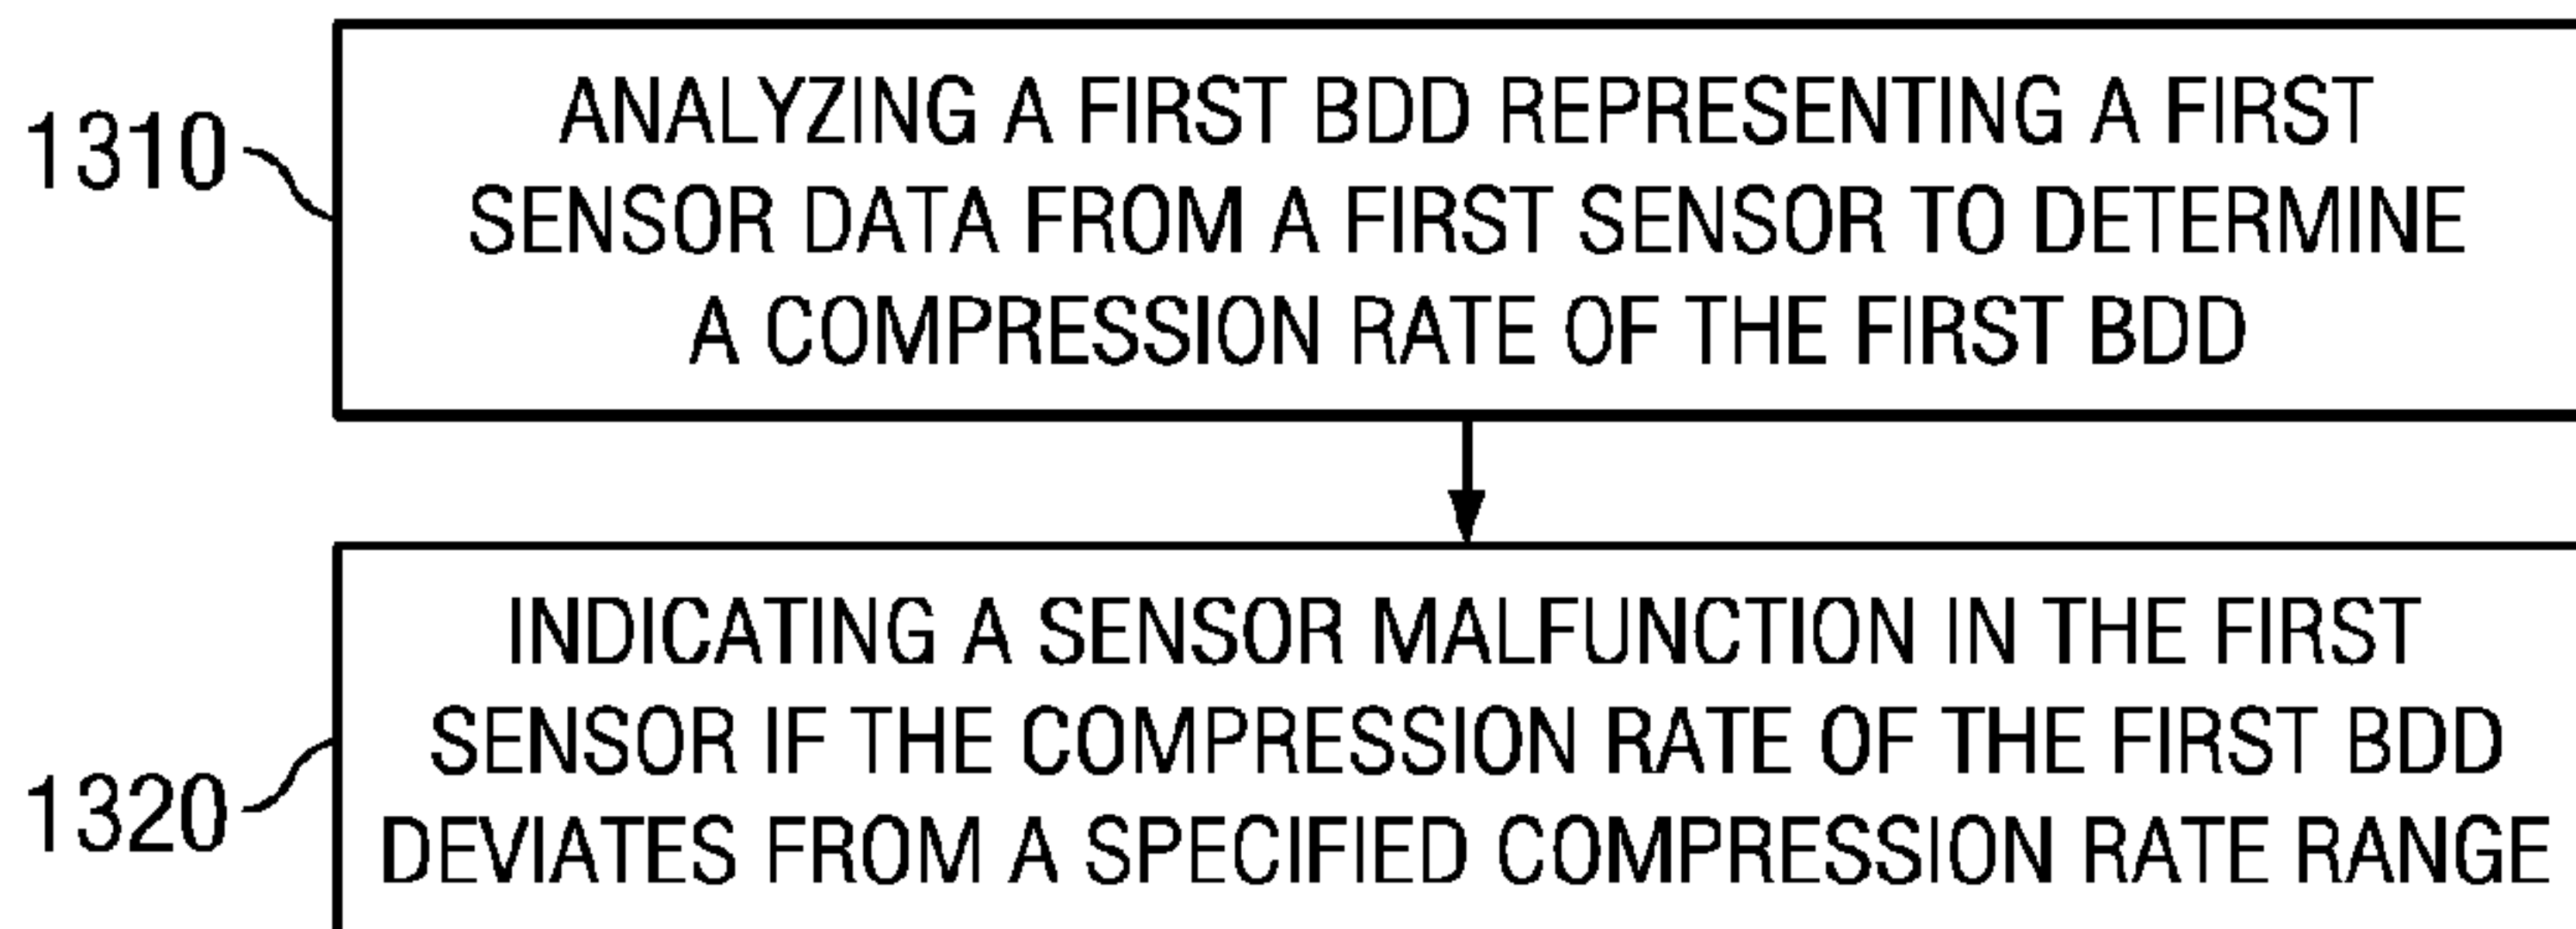 1310
ANALYZING A FIRST BDD REPRESENTING A FIRST
SENSOR DATA FROM A FIRST SENSOR TO DETERMINE
A COMPRESSION RATE OF THE FIRST BDD
1320
INDICATING A SENSOR MALFUNCTION IN THE FIRST
SENSOR IF THE COMPRESSION RATE OF THE FIRST BDD
DEVIATES FROM A SPECIFIED COMPRESSION RATE RANGE